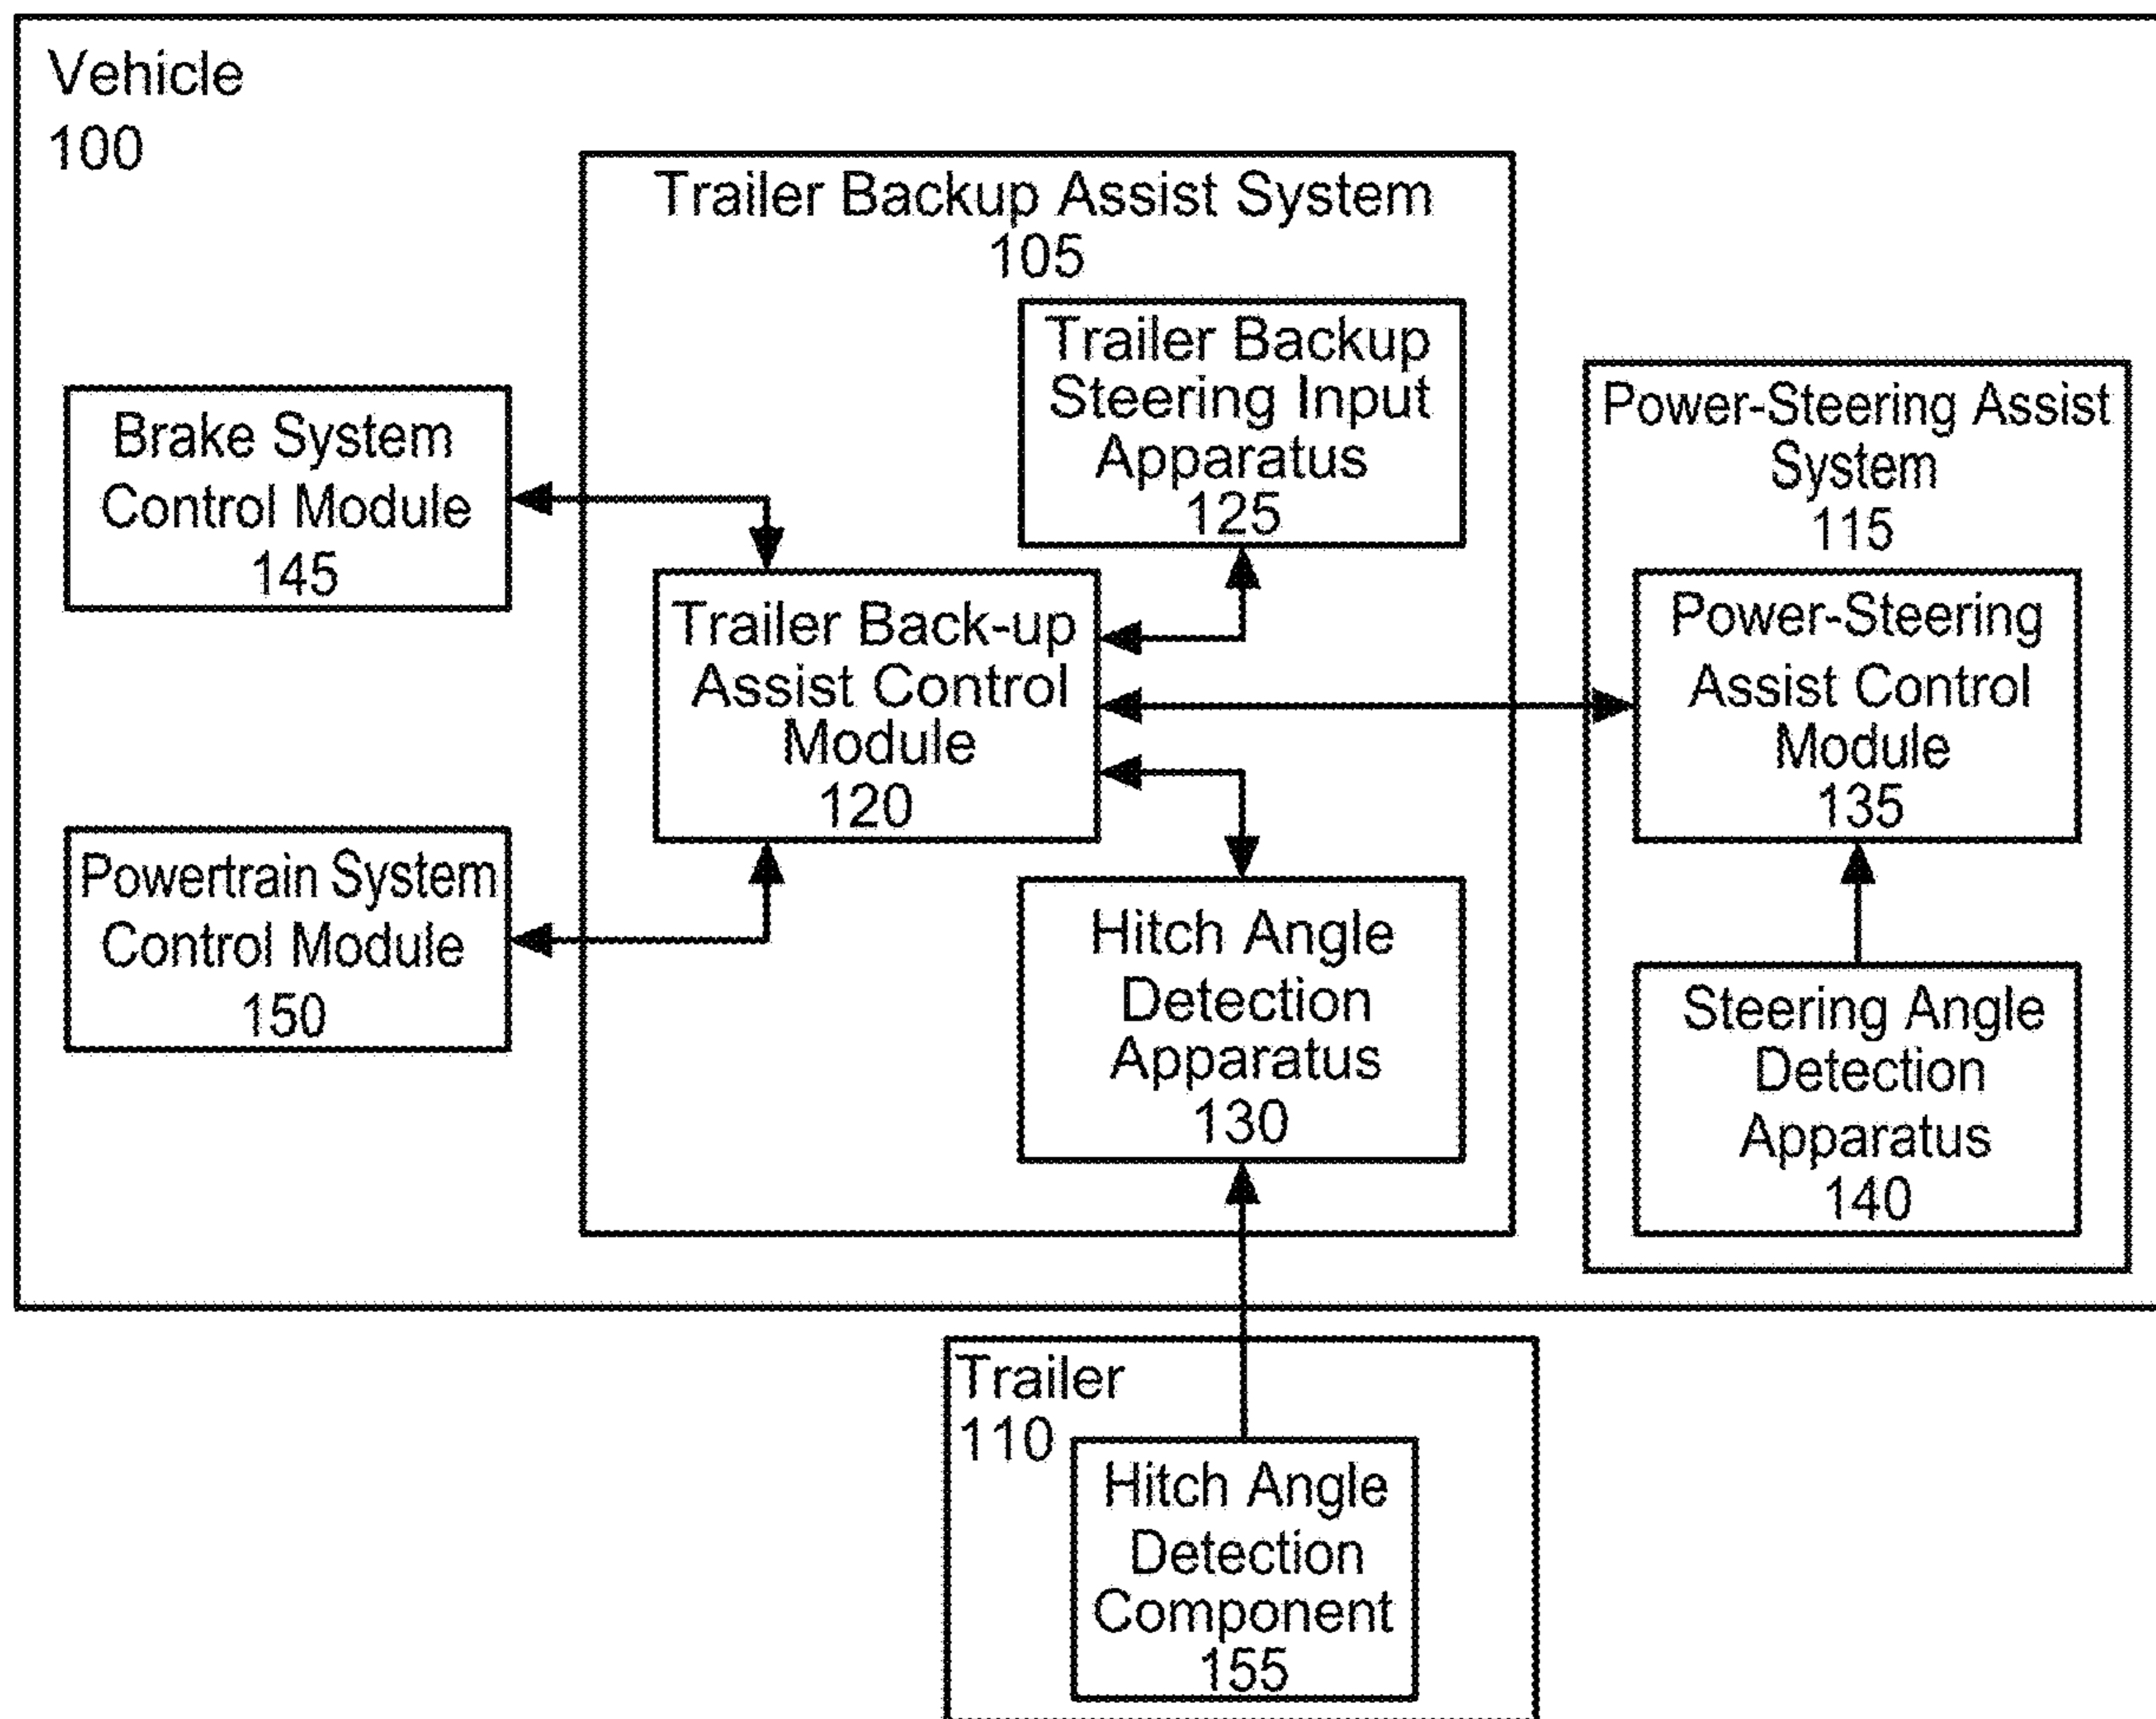 Vehicle
100
Trailer Backup Assist System
105
Trailer Backup
Steering Input
Apparatus
125
Brake System
Control Module
145
Trailer Back-up
Assist Control
Module
120
Powertrain System
Control Module
150
Hitch Angle
Detection
Apparatus
130
Power-Steering Assist
System
115
Power-Steering
Assist Control
Module
135
Steering Angle
Detection
Apparatus
140
Trailer
110
Hitch Angle
Detection
Component
155